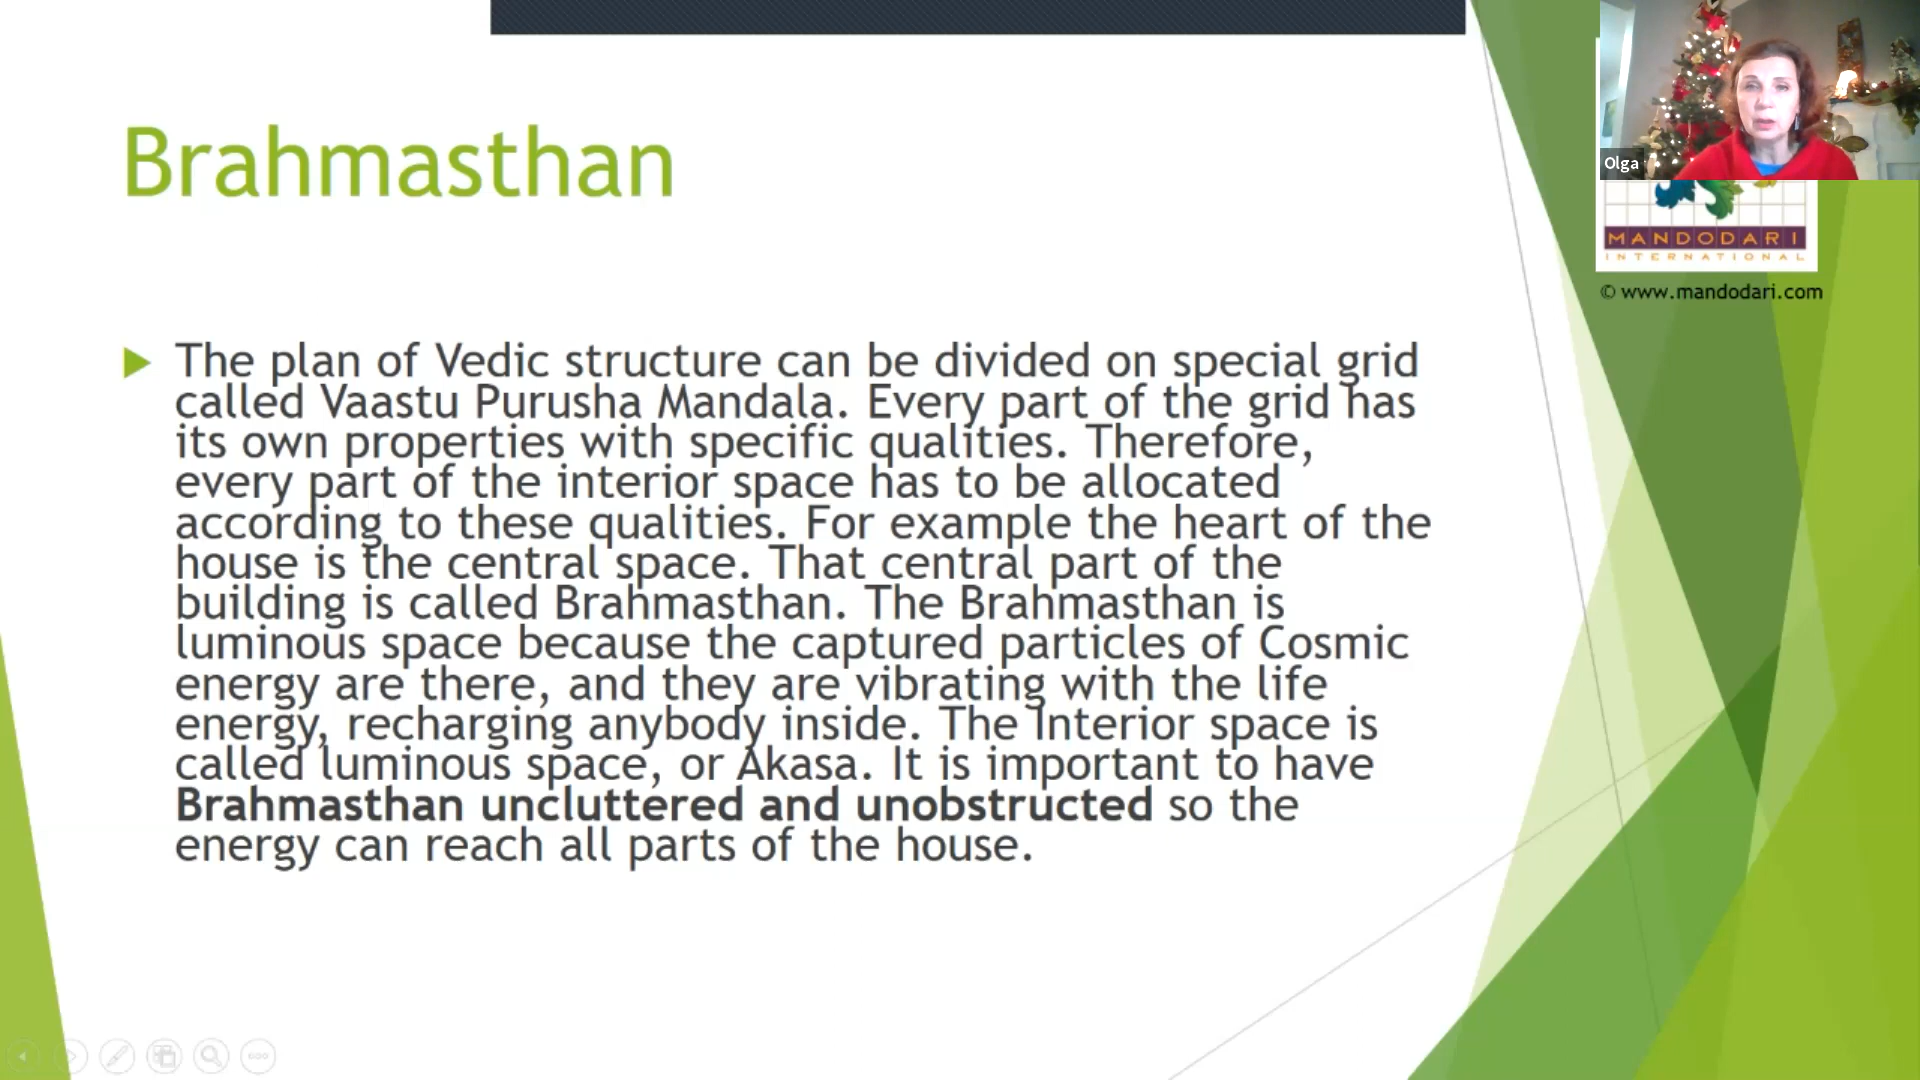 Brahmasthan
The plan of Vedic structure can be divided on special grid
called Vaastu Purusha Mandala. Every part of the grid has
its own properties with specific qualities. Therefore,
every part of the interior space has to be allocated
according to these qualities. For example the heart of the
house is the central space. That central part of the
building is called Brahmasthan. The Brahmasthan is
luminous space because the captured particles of Cosmic
energy are there, and they are vibrating with the life
energy, recharging anybody inside. The Interior space is
called luminous space, or Akasa. It is important to have
Brahmasthan uncluttered and unobstructed so the
energy can reach all parts of the house.
Olga
MANDODARI
INTERNATIONAL
© www.mandodari.com